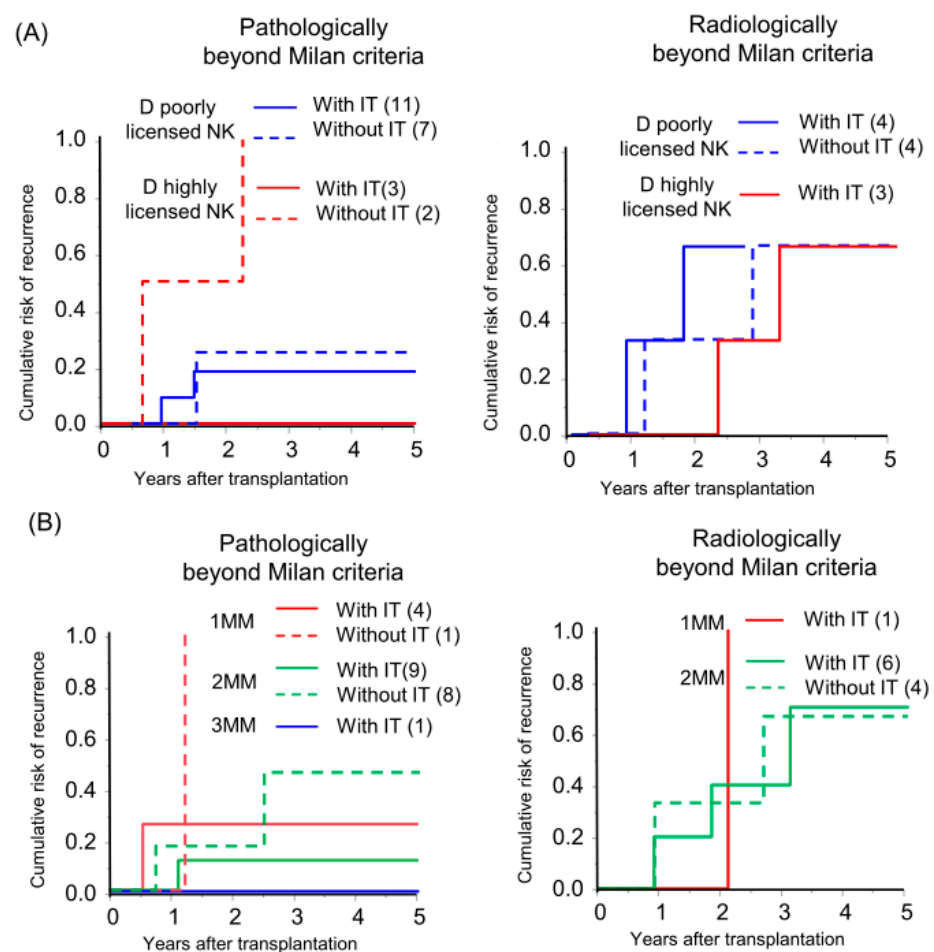 (A)
Pathologically
beyond Milan criteria
D poorly
licensed NK
With IT (11)
Without IT (7)
D highly
licensed NK
With IT(3)
Without IT (2)
Cumulative risk of recurrence
1.0
0.8
0.6
0.4
0.2
0.0
0 1 2 3 4 5
Years after transplantation
Radiologically
beyond Milan criteria
D poorly
licensed NK
With IT (4)
Without IT (4)
D highly
licensed NK
With IT (3)
Cumulative risk of recurrence
1.0
0.8
0.6
0.4
0.2
0.0
0 1 2 3 4 5
Years after transplantation
(B)
Pathologically
beyond Milan criteria
1MM
With IT (4)
Without IT (1)
2MM
With IT(9)
Without IT (8)
3MM
With IT (1)
Cumulative risk of recurrence
1.0
0.8
0.6
0.4
0.2
0.0
0 1 2 3 4 5
Years after transplantation
Radiologically
beyond Milan criteria
1MM
With IT (1)
2MM
With IT (6)
Without IT (4)
Cumulative risk of recurrence
1.0
0.8
0.6
0.4
0.2
0.0
0 1 2 3 4 5
Years after transplantation